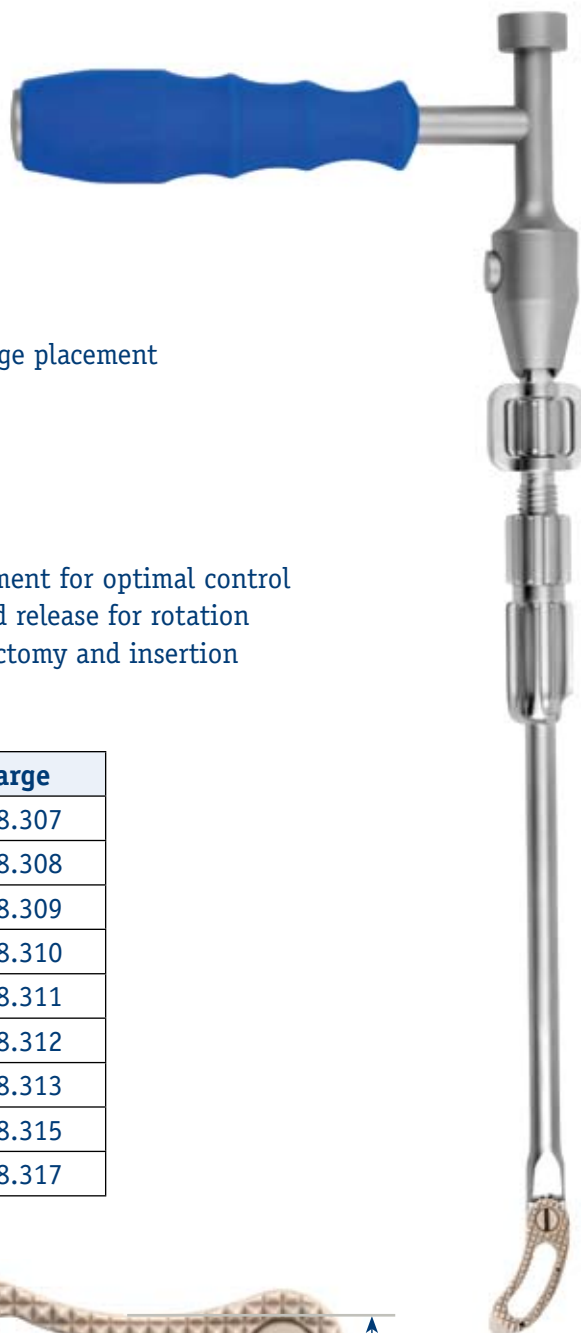 ge placement
ment for optimal control
d release for rotation
ctomy and insertion
arge
8.307
8.308
8.309
8.310
8.311
8.312
8.313
8.315
8.317